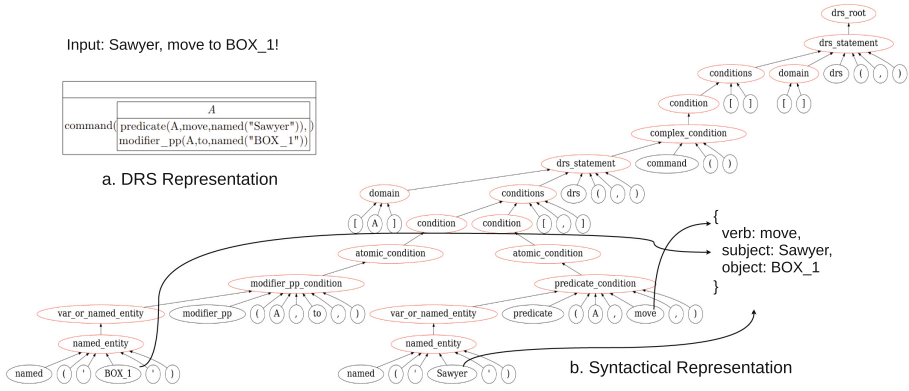 Input: Sawyer, move to BOX_1!
A
command( predicate(A,move,named("Sawyer")), )
modifier_pp(A,to,named("BOX_1"))
a. DRS Representation
drs_root
drs_statement
conditions domain drs ( , )
condition [ ] [ ]
complex_condition
drs_statement command ( )
domain conditions drs ( , )
[ A ] condition condition [ , ]
atomic_condition atomic_condition
modifier_pp_condition predicate_condition
var_or_named_entity modifier_pp ( A , to , ) var_or_named_entity predicate ( A , move , )
named_entity named_entity
named ( ' BOX_1 ' ) named ( ' Sawyer ' )
{
verb: move,
subject: Sawyer,
object: BOX_1
}
b. Syntactical Representation